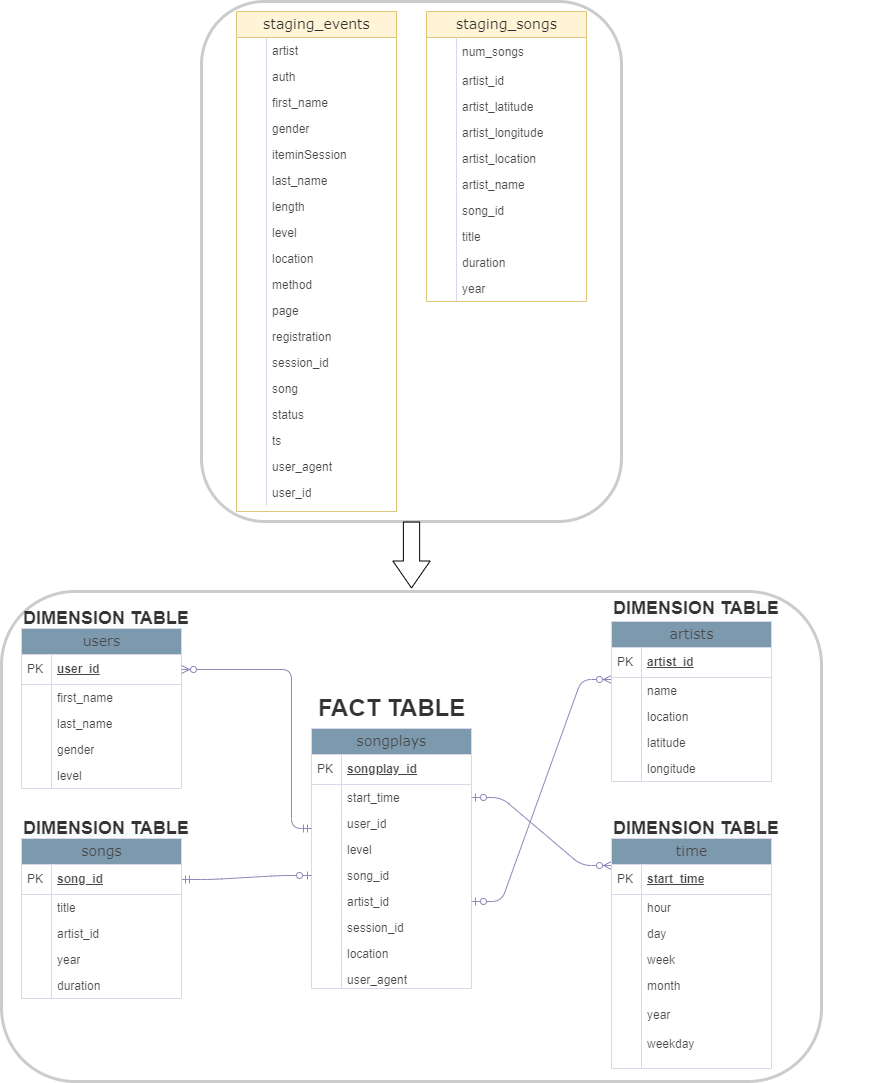 staging_events
artist
auth
first_name
gender
iteminSession
last_name
length
level
location
method
page
registration
session_id
song
status
ts
user_agent
user_id
staging_songs
num_songs
artist_id
artist_latitude
artist_longitude
artist_location
artist_name
song_id
title
duration
year
DIMENSION TABLE
users
PK user_id
first_name
last_name
gender
level
DIMENSION TABLE
songs
PK song_id
title
artist_id
year
duration
FACT TABLE
songplays
PK songplay_id
start_time
user_id
level
song_id
artist_id
session_id
location
user_agent
DIMENSION TABLE
artists
PK artist_id
name
location
latitude
longitude
DIMENSION TABLE
time
PK start_time
hour
day
week
month
year
weekday